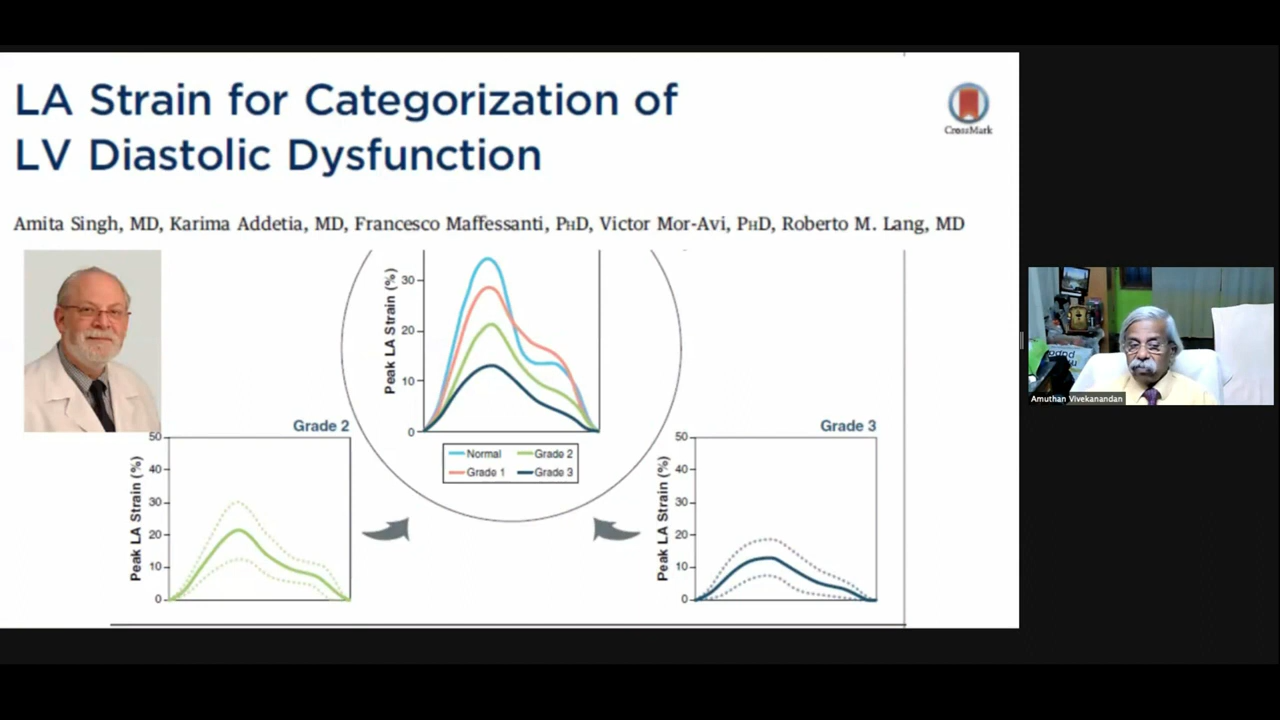 LA Strain for Categorization of
LV Diastolic Dysfunction
CrossMark
Amita Singh, MD, Karima Addetia, MD, Francesco Maffessanti, PhD, Victor Mor-Avi, PhD, Roberto M. Lang, MD
Peak LA Strain (%)
30
20
10
0
Normal
Grade 2
Grade 1
Grade 3
Grade 2
Peak LA Strain (%)
50
40
30
20
10
0
Grade 3
Peak LA Strain (%)
50
40
30
20
10
0
Amuthan Vivekanandan